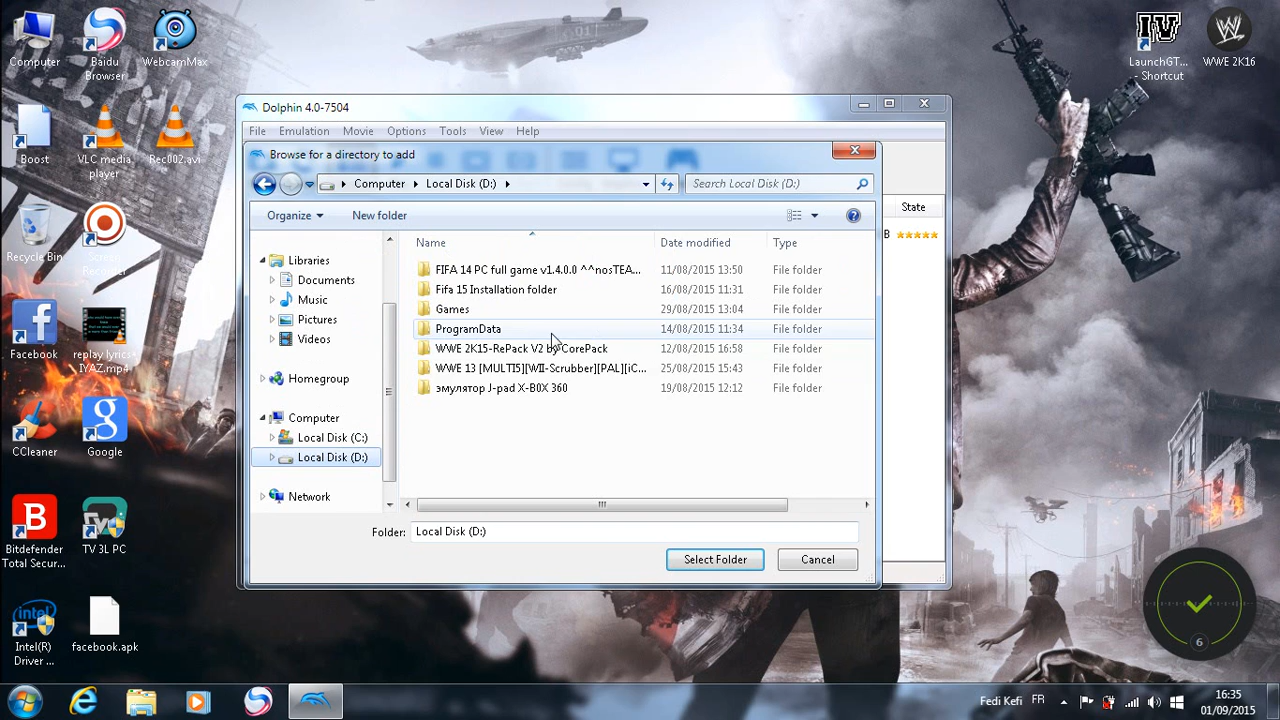 Computer
Baidu Browser
WebcamMax
LaunchGT... - Shortcut
WWE 2K16
Boost
VLC media player
Rec002.avi
Recycle Bin
Facebook
replay lyrics-
IYAZ.mp4
CCleaner
Google
Bitdefender Total Secur...
TV 3L PC
Intel(R) Driver ...
facebook.apk
Dolphin 4.0-7504
File Emulation Movie Options Tools View Help
Browse for a directory to add
Computer Local Disk (D:)
Search Local Disk (D:)
Organize New folder
State
Name Date modified Type
Libraries
Documents
Music
Pictures
Videos
Homegroup
Computer
Local Disk (C:)
Local Disk (D:)
Network
FIFA 14 PC full game v1.4.0.0 ^^nosTEA... 11/08/2015 13:50 File folder
Fifa 15 Installation folder 16/08/2015 11:31 File folder
Games 29/08/2015 13:04 File folder
ProgramData 14/08/2015 11:34 File folder
WWE 2K15-RePack V2 by CorePack 12/08/2015 16:58 File folder
WWE 13 [MULTI5][WII-Scrubber][PAL][iC... 25/08/2015 15:43 File folder
эмулятор J-pad X-B0X 360 19/08/2015 12:12 File folder
B
Folder: Local Disk (D:)
Select Folder Cancel
6
Fedi Kefi FR
16:35
01/09/2015